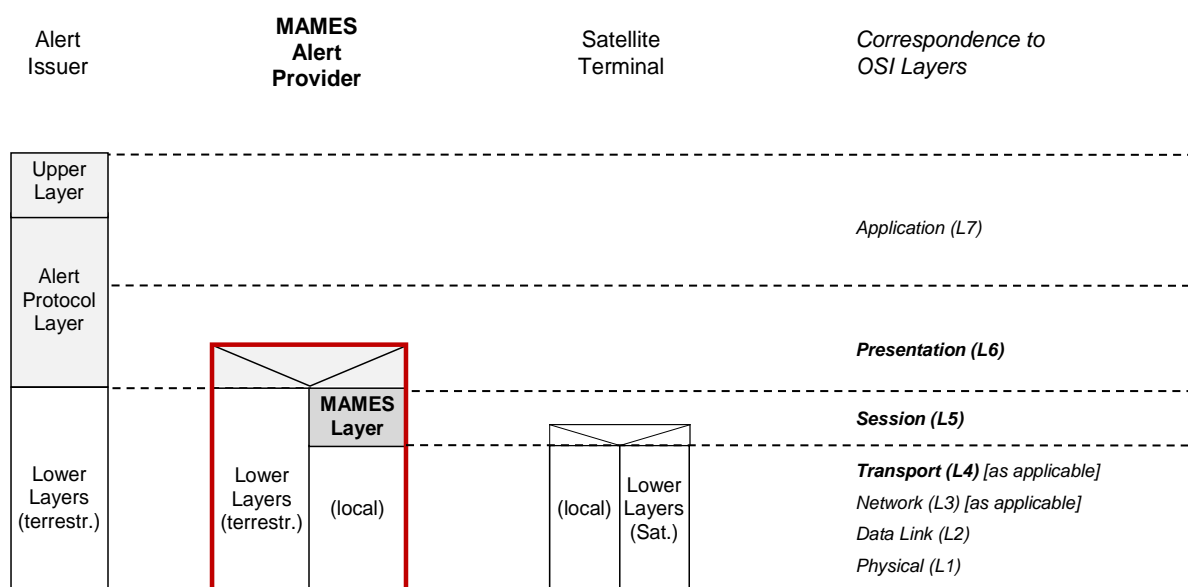 Alert
Issuer
MAMES
Alert
Provider
Satellite
Terminal
Correspondence to
OSI Layers
Upper
Layer
Application (L7)
Alert
Protocol
Layer
Presentation (L6)
MAMES
Layer
Session (L5)
Lower
Layers
(terrestr.)
Lower
Layers
(terrestr.)
(local)
(local)
Lower
Layers
(Sat.)
Transport (L4) [as applicable]
Network (L3) [as applicable]
Data Link (L2)
Physical (L1)